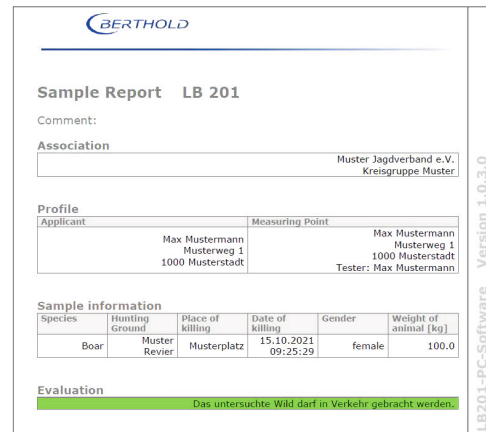 BERTHOLD
Sample Report LB 201
Comment:
Association
Muster Jagdverband e.V.
Kreisgruppe Muster
Profile
Applicant
Max Mustermann
Musterweg 1
1000 Musterstadt
Measuring Point
Max Mustermann
Musterweg 1
1000 Musterstadt
Tester: Max Mustermann
Sample information
Species
Hunting
Ground
Place of
killing
Date of
killing
Gender
Weight of
animal [kg]
Boar
Muster
Revier
Musterplatz
15.10.2021
09:25:29
female
100.0
Evaluation
Das untersuchte Wild darf in Verkehr gebracht werden.
LB201-PC-Software Version 1.0.3.0